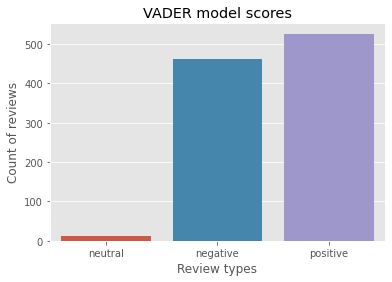 VADER model scores
500
400
300
200
100
0
Count of reviews
neutral negative positive
Review types